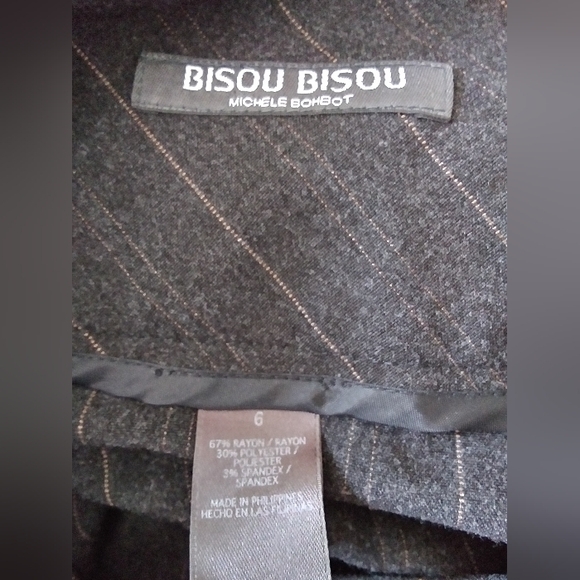 BISOU BISOU
MICHELE BOHBOT
6
67% RAYON / RAYON
30% POLYESTER /
POLIESTER
3% SPANDEX /
SPANDEX
MADE IN PHILIPPINES
HECHO EN LAS FILIPINAS